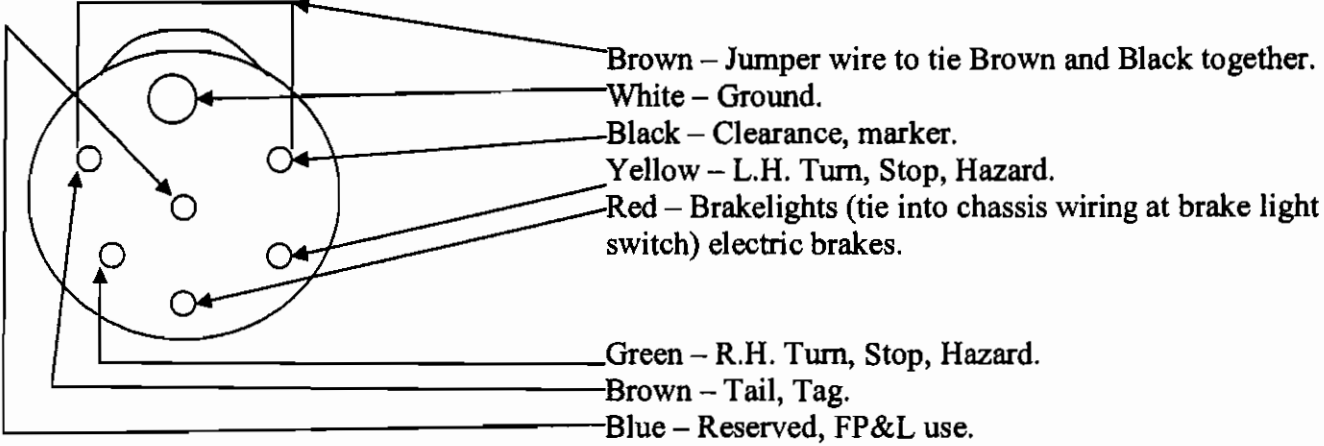 Brown – Jumper wire to tie Brown and Black together.
White – Ground.
Black – Clearance, marker.
Yellow – L.H. Turn, Stop, Hazard.
Red – Brakelights (tie into chassis wiring at brake light
switch) electric brakes.
Green – R.H. Turn, Stop, Hazard.
Brown – Tail, Tag.
Blue – Reserved, FP&L use.